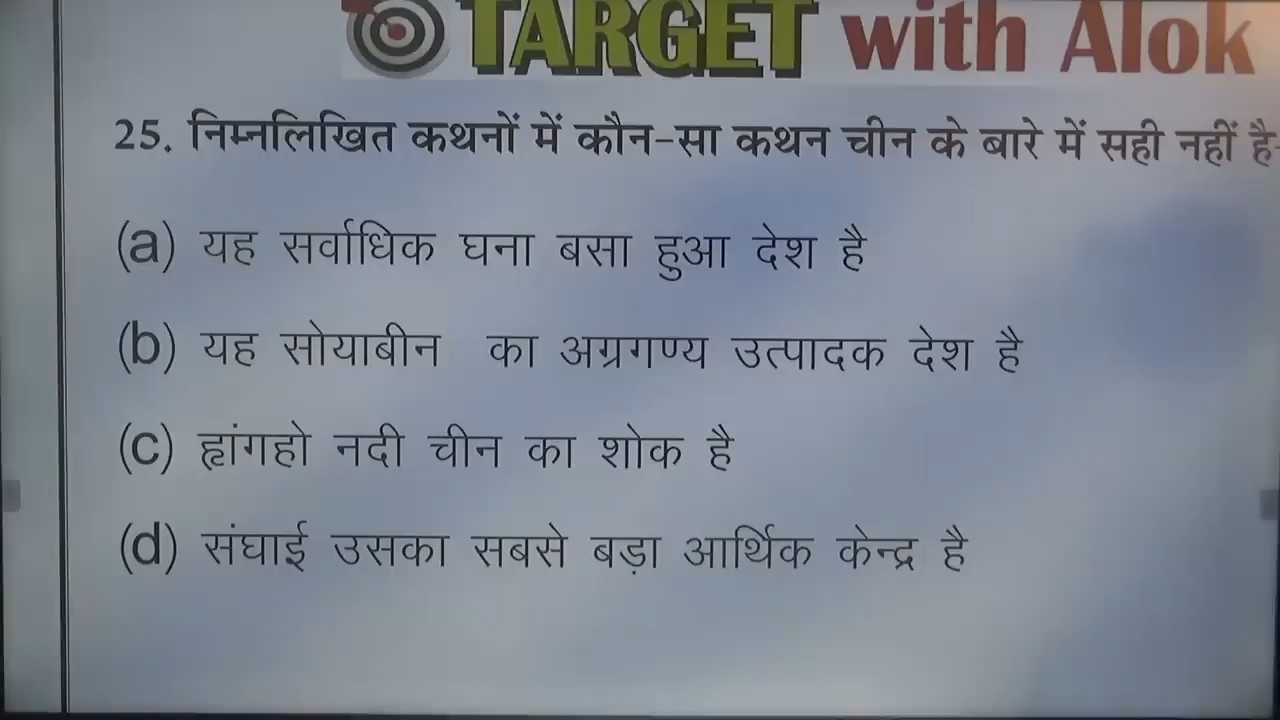 TARGET with Alok
25. निम्नलिखित कथनों में कौन-सा कथन चीन के बारे में सही नहीं है-
(a) यह सर्वाधिक घना बसा हुआ देश है
(b) यह सोयाबीन का अग्रगण्य उत्पादक देश है
(c) ह्वांगहो नदी चीन का शोक है
(d) संघाई उसका सबसे बड़ा आर्थिक केन्द्र है